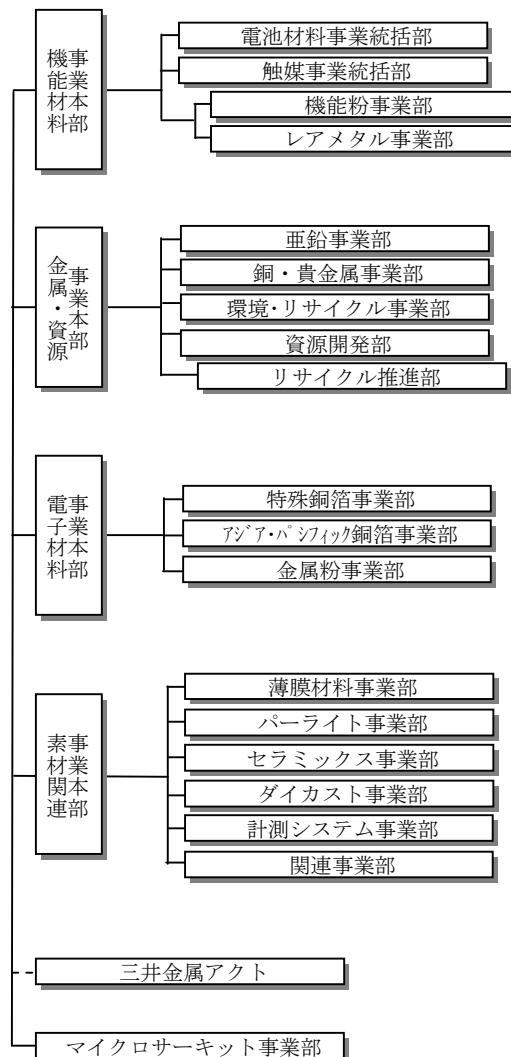 機能材料
事業本部
電池材料事業統括部
触媒事業統括部
機能粉事業部
レアメタル事業部
金属・資源
事業本部
亜鉛事業部
銅・貴金属事業部
環境・リサイクル事業部
資源開発部
リサイクル推進部
電子材料
事業本部
特殊銅箔事業部
アジア・パシフィック銅箔事業部
金属粉事業部
素材関連
事業本部
薄膜材料事業部
パーライト事業部
セラミックス事業部
ダイカスト事業部
計測システム事業部
関連事業部
三井金属アクト
マイクロサーキット事業部